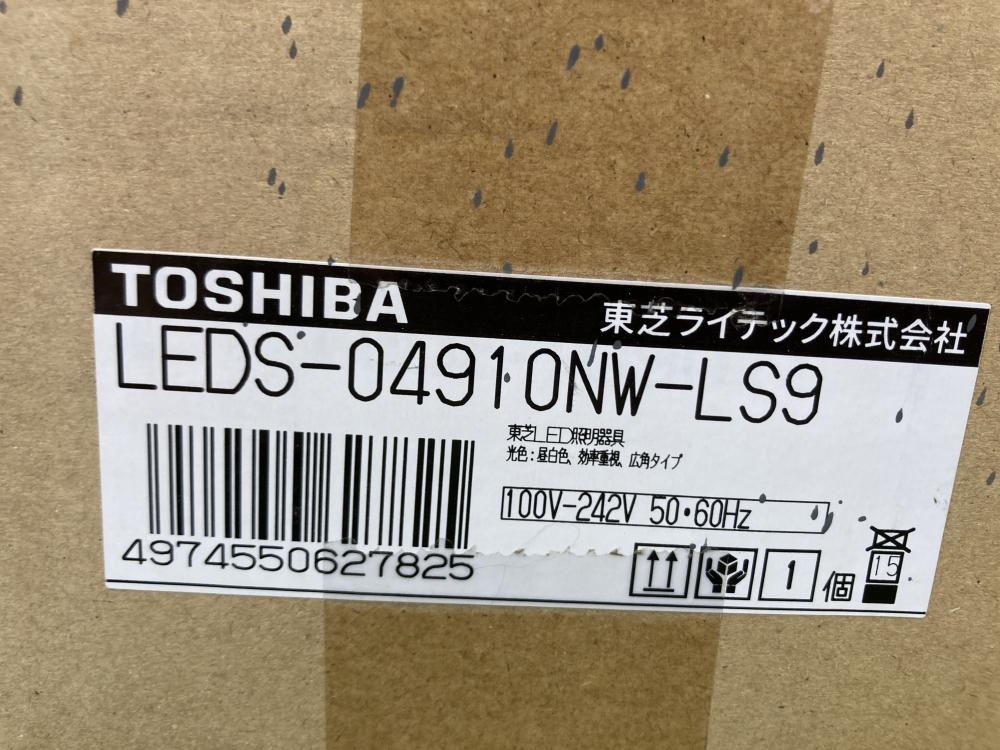 TOSHIBA
東芝ライテック株式会社
LEDS-04910NW-LS9
東芝LED照明器具
光色:昼白色、効率重視、広角タイプ
100V-242V 50・60Hz
4974550627825
1 個
15